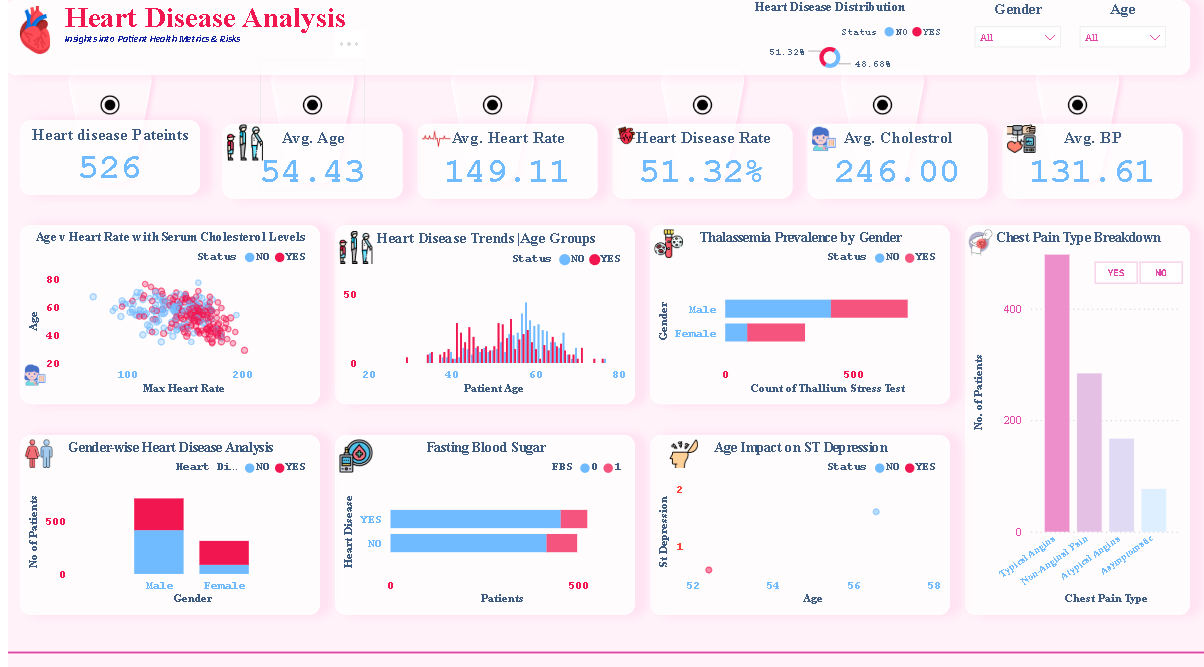 Heart Disease Analysis
Insights into Patient Health Metrics & Risks
Heart Disease Distribution
Status NO YES
51.32%
48.68%
Gender
All
Age
All
Heart disease Pateints
526
Avg. Age
54.43
Avg. Heart Rate
149.11
Heart Disease Rate
51.32%
Avg. Cholestrol
246.00
Avg. BP
131.61
Age v Heart Rate with Serum Cholesterol Levels
Status NO YES
80
60
40
20
Age
100 200
Max Heart Rate
Heart Disease Trends |Age Groups
Status NO YES
50
0
20 40 60 80
Patient Age
Thalassemia Prevalence by Gender
Status NO YES
Gender
Male
Female
0 500
Count of Thallium Stress Test
Chest Pain Type Breakdown
YES NO
400
200
0
No. of Patients
Typical Angina
Non-Anginal Pain
Atypical Angina
Asymptomatic
Chest Pain Type
Gender-wise Heart Disease Analysis
Heart Di... NO YES
No of Patients
500
0
Male Female
Gender
Fasting Blood Sugar
FBS 0 1
Heart Disease
YES
NO
0 500
Patients
Age Impact on ST Depression
Status NO YES
St Depression
2
1
52 54 56 58
Age